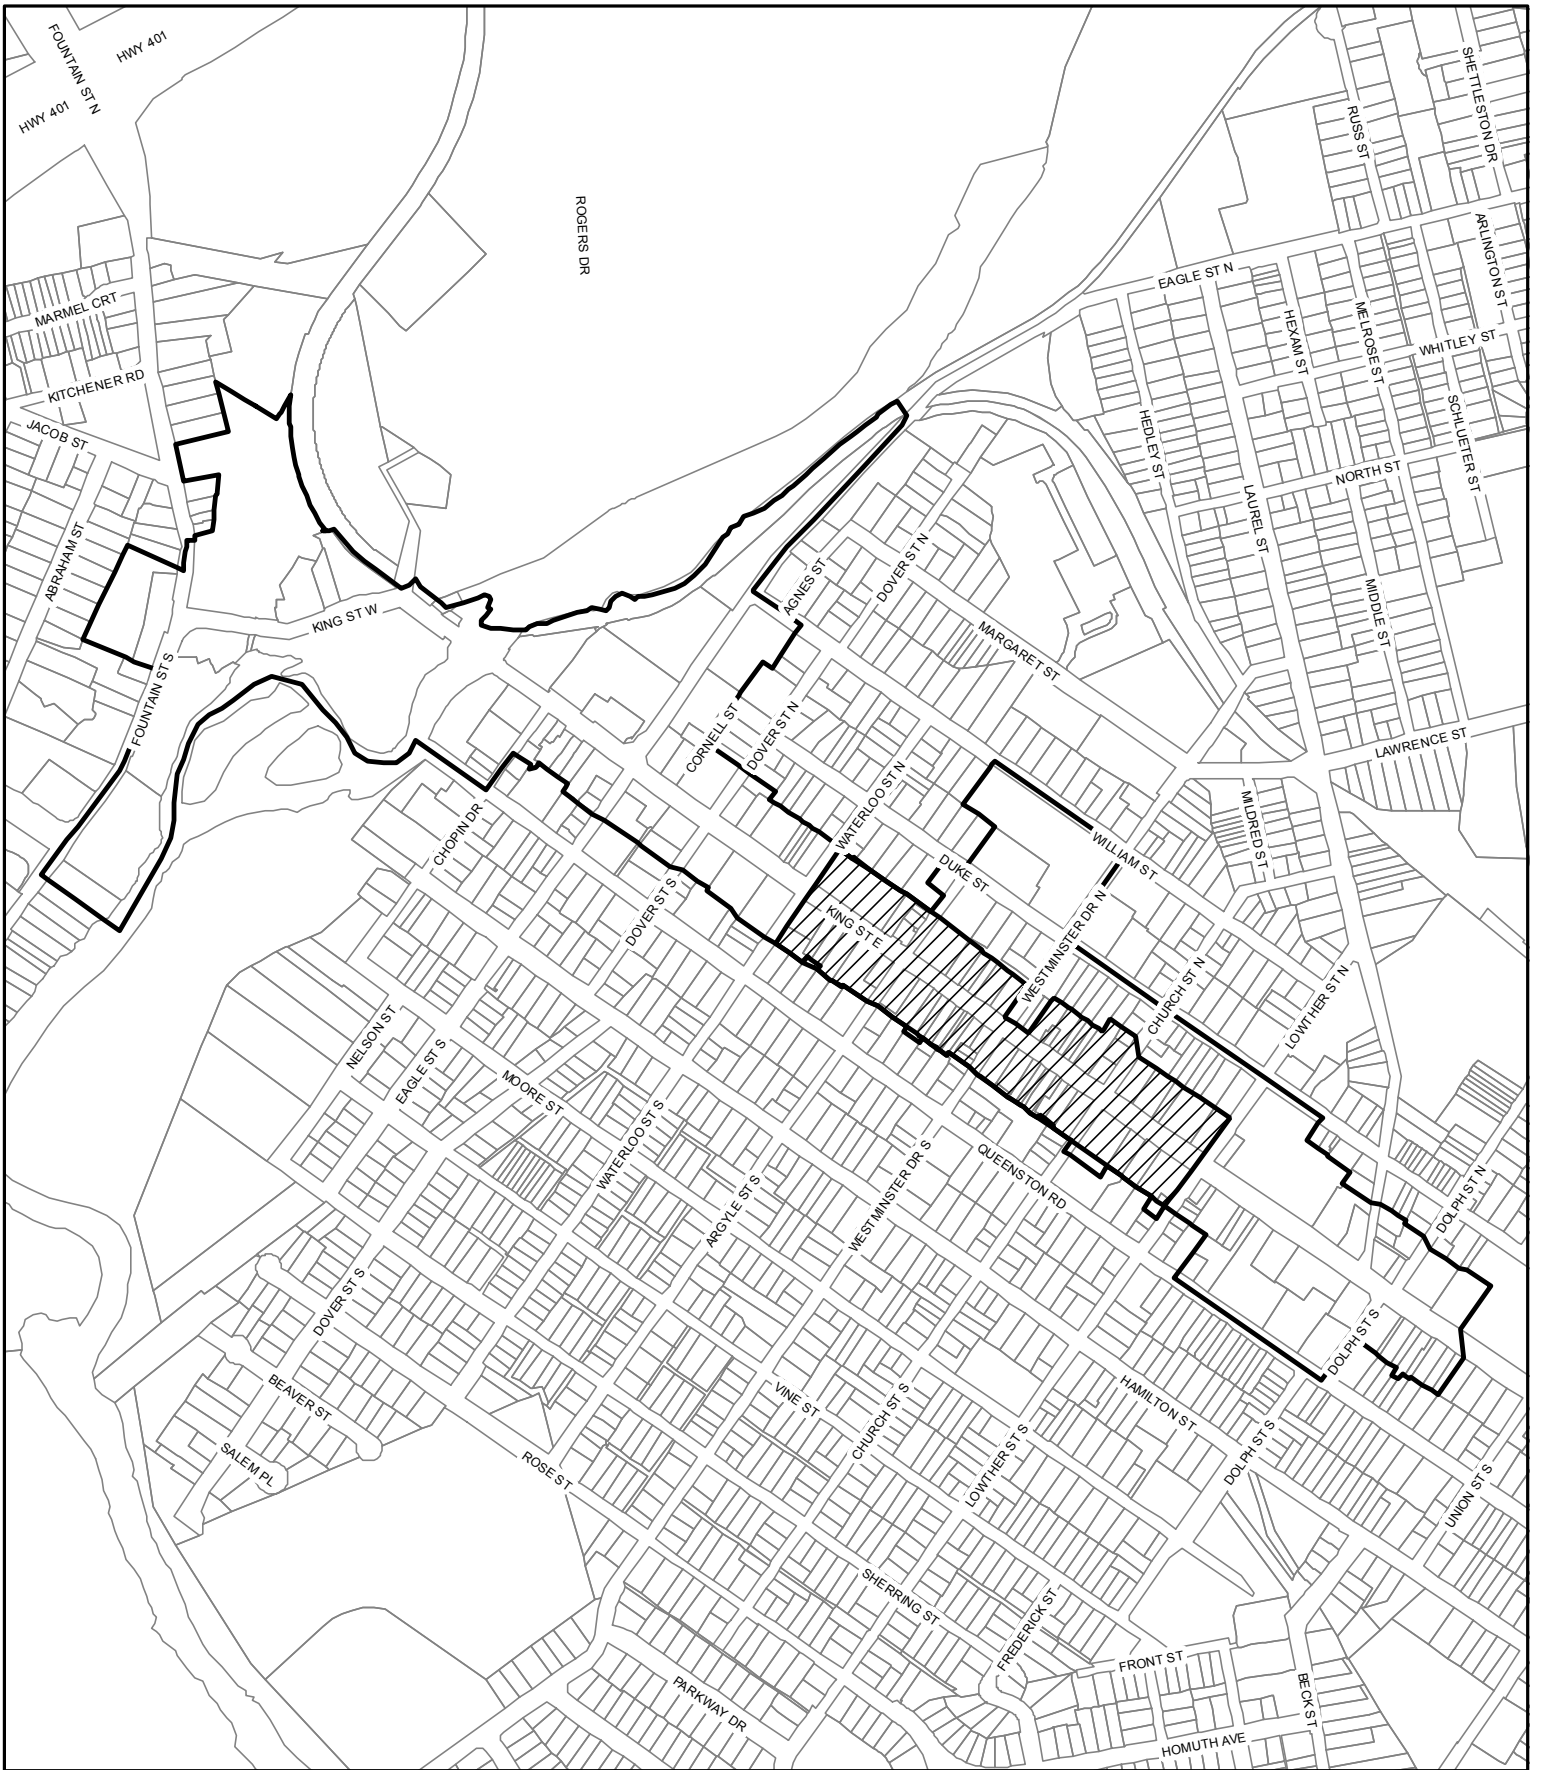 FOUNTAIN ST N
HWY 401
HWY 401
SHETTLESTON DR
RUSS ST
ROGERS DR
ARLINGTON ST
EAGLE ST N
MARMEL CRT
HEXAM ST
MELROSE ST
WHITLEY ST
KITCHENER RD
JACOB ST
HEDLEY ST
SCHLUETER ST
NORTH ST
LAUREL ST
ABRAHAM ST
DOVER ST N
AGNES ST
MIDDLE ST
KING ST W
MARGARET ST
FOUNTAIN ST S
CORNELL ST
DOVER ST N
LAWRENCE ST
WATERLOO ST N
CHOPIN DR
MILDRED ST
WILLIAM ST
DUKE ST
DOVER ST S
KING ST E
WESTMINSTER DR N
CHURCH ST N
LOWTHER ST N
NELSON ST
EAGLE ST S
MOORE ST
WATERLOO ST S
QUEENSTON RD
WESTMINSTER DR S
ARGYLE ST S
DOLPH ST N
DOVER ST S
DOLPH ST S
BEAVER ST
VINE ST
HAMILTON ST
CHURCH ST S
SALEM PL
ROSE ST
LOWTHER ST S
DOLPH ST S
UNION ST S
SHERRING ST
FREDERICK ST
FRONT ST
PARKWAY DR
BECK ST
HOMUTH AVE